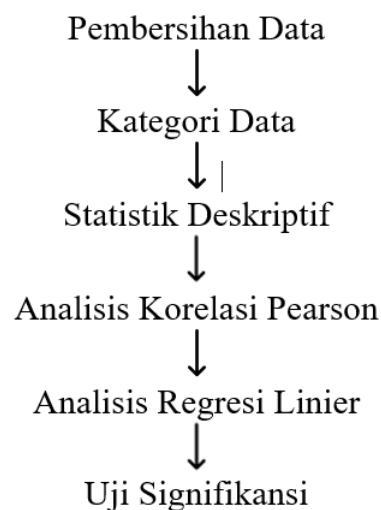 Pembersihan Data
Kategori Data
Statistik Deskriptif
Analisis Korelasi Pearson
Analisis Regresi Linier
Uji Signifikansi